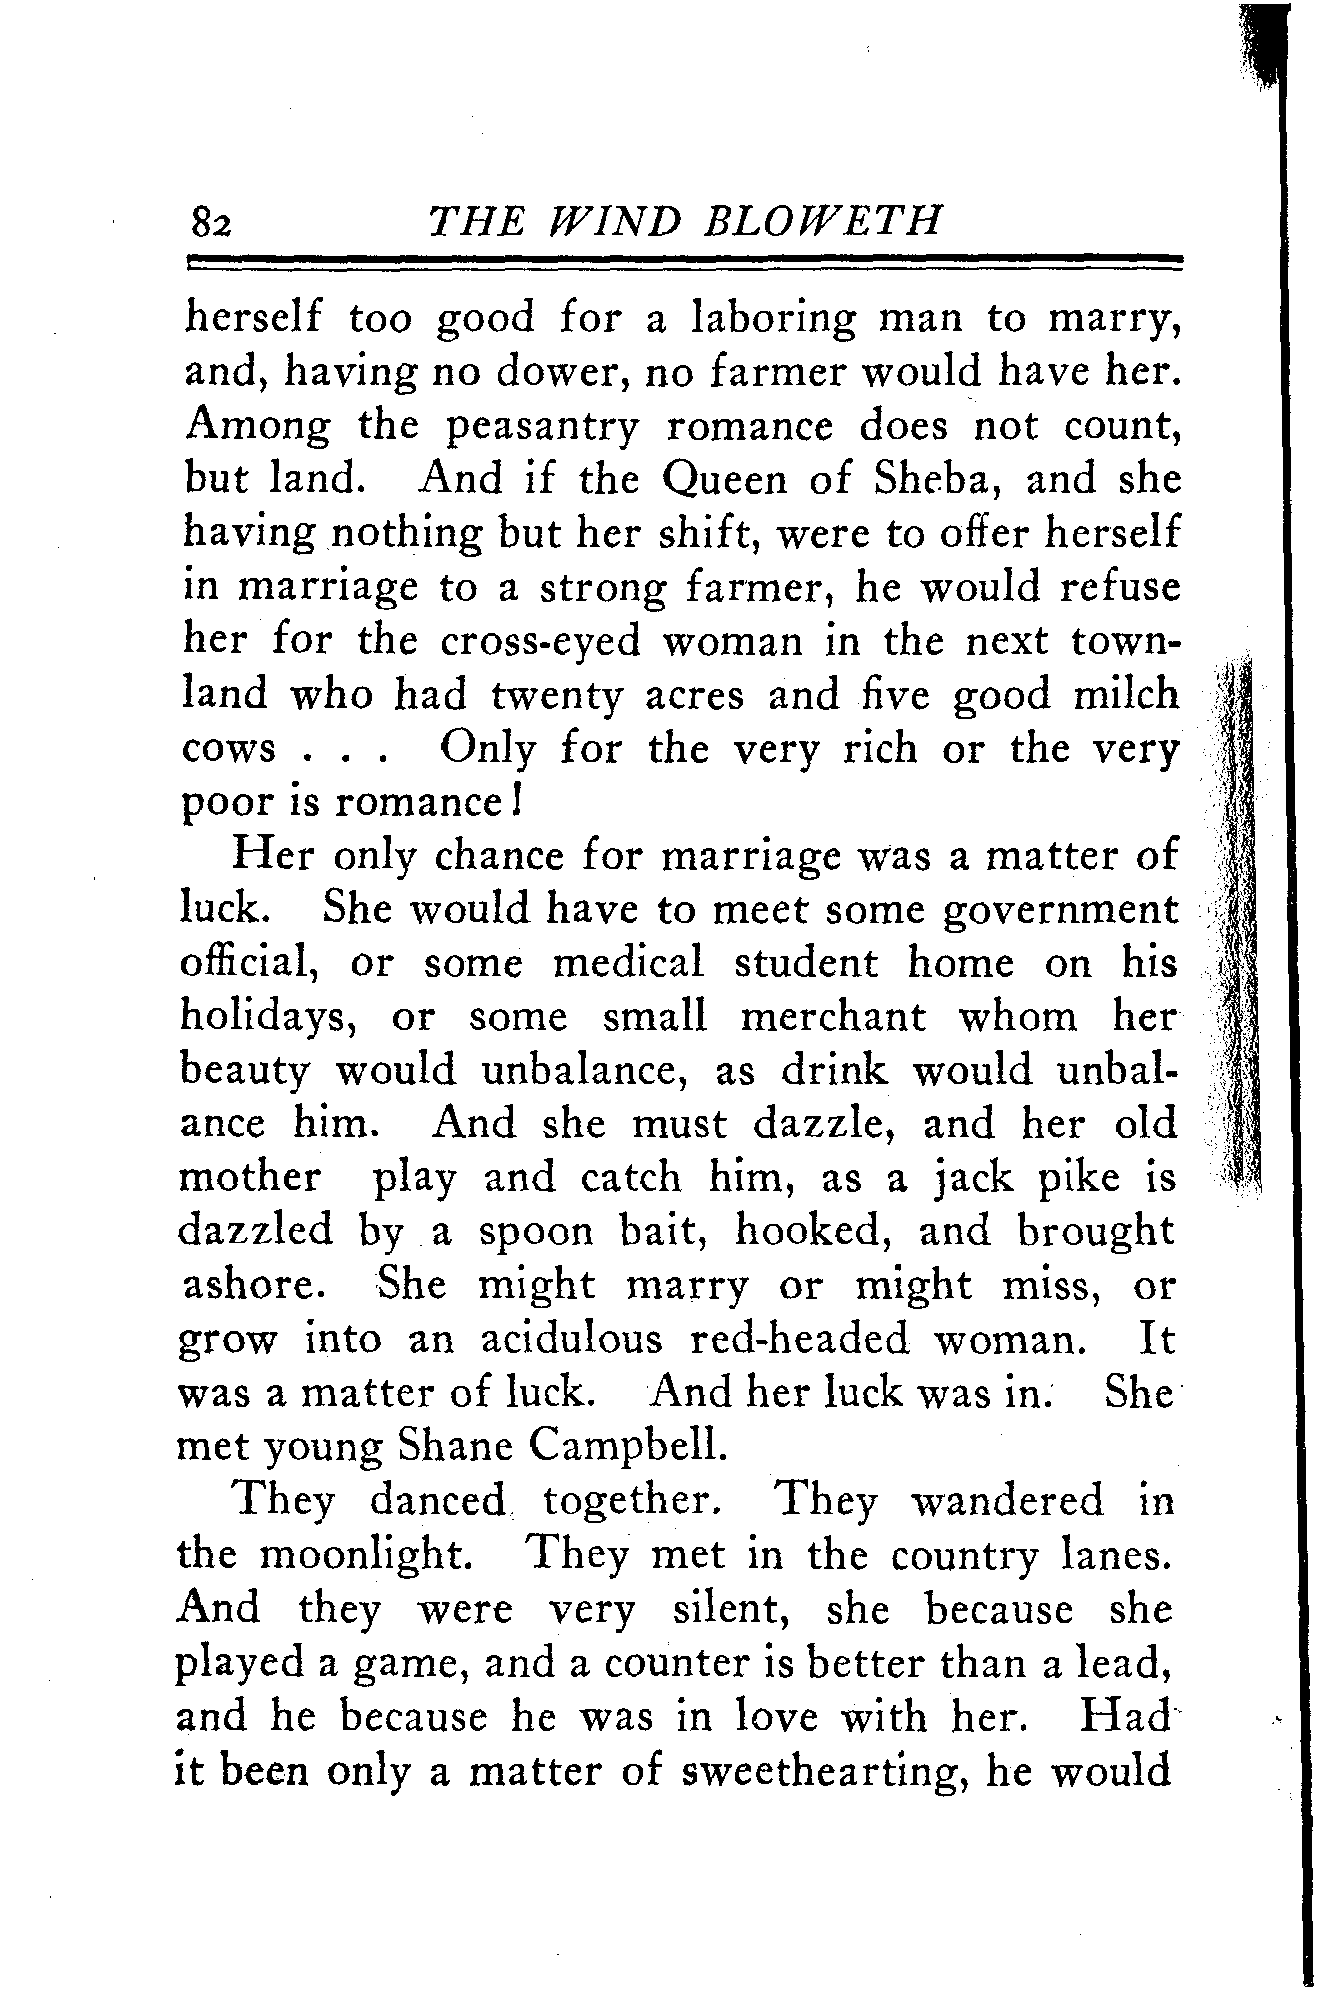 82 THE WIND BLOWETH
herself too good for a laboring man to marry,
and, having no dower, no farmer would have her.
Among the peasantry romance does not count,
but land. And if the Queen of Sheba, and she
having nothing but her shift, were to offer herself
in marriage to a strong farmer, he would refuse
her for the cross-eyed woman in the next town-
land who had twenty acres and five good milch
cows . . . Only for the very rich or the very
poor is romance!
Her only chance for marriage was a matter of
luck. She would have to meet some government
official, or some medical student home on his
holidays, or some small merchant whom her
beauty would unbalance, as drink would unbal-
ance him. And she must dazzle, and her old
mother play and catch him, as a jack pike is
dazzled by a spoon bait, hooked, and brought
ashore. She might marry or might miss, or
grow into an acidulous red-headed woman. It
was a matter of luck. And her luck was in. She
met young Shane Campbell.
They danced together. They wandered in
the moonlight. They met in the country lanes.
And they were very silent, she because she
played a game, and a counter is better than a lead,
and he because he was in love with her. Had
it been only a matter of sweethearting, he would